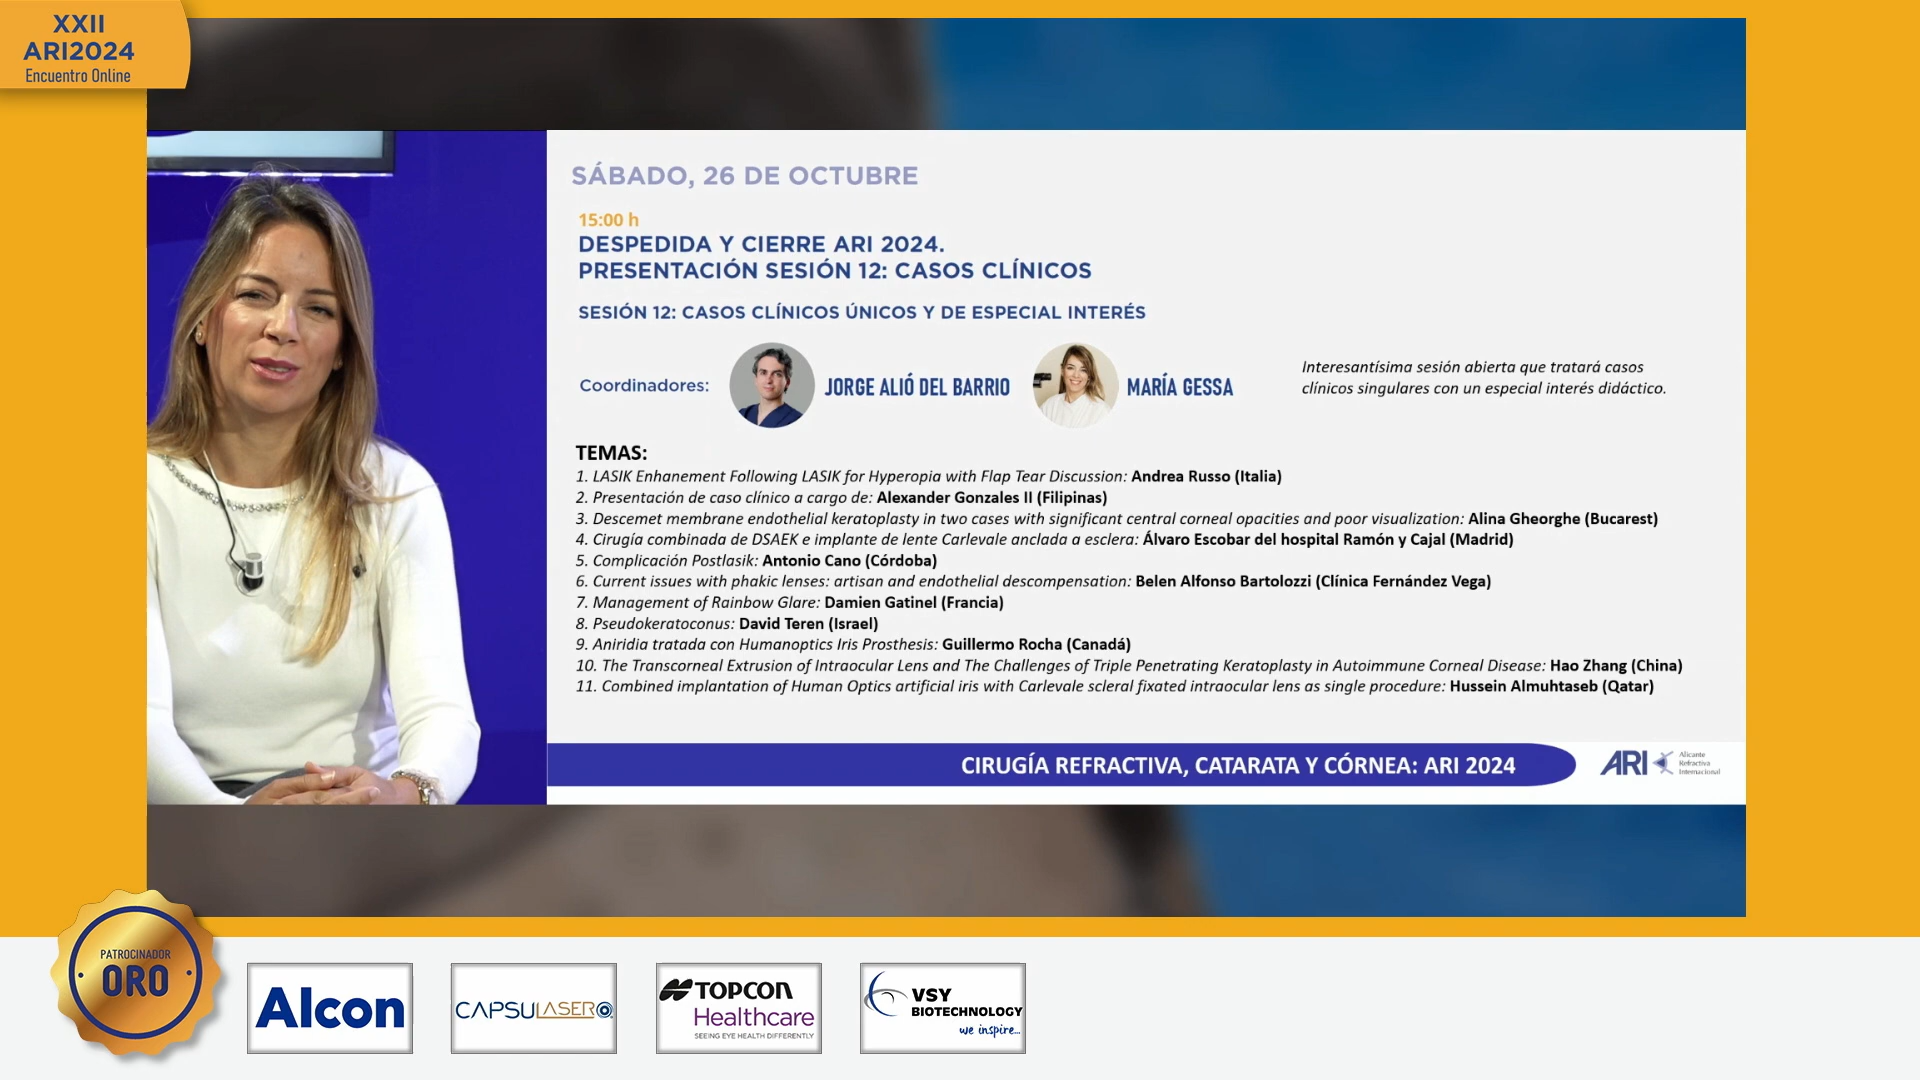 XXII
ARI2024
Encuentro Online
SÁBADO, 26 DE OCTUBRE
15:00 h
DESPEDIDA Y CIERRE ARI 2024.
PRESENTACIÓN SESIÓN 12: CASOS CLÍNICOS
SESIÓN 12: CASOS CLÍNICOS ÚNICOS Y DE ESPECIAL INTERÉS
Coordinadores:
JORGE ALIÓ DEL BARRIO
MARÍA GESSA
Interesantísima sesión abierta que tratará casos
clínicos singulares con un especial interés didáctico.
TEMAS:
1. LASIK Enhanement Following LASIK for Hyperopia with Flap Tear Discussion: Andrea Russo (Italia)
2. Presentación de caso clínico a cargo de: Alexander Gonzales II (Filipinas)
3. Descemet membrane endothelial keratoplasty in two cases with significant central corneal opacities and poor visualization: Alina Gheorghe (Bucarest)
4. Cirugía combinada de DSAEK e implante de lente Carlevale anclada a esclera: Álvaro Escobar del hospital Ramón y Cajal (Madrid)
5. Complicación Postlasik: Antonio Cano (Córdoba)
6. Current issues with phakic lenses: artisan and endothelial descompensation: Belen Alfonso Bartolozzi (Clínica Fernández Vega)
7. Management of Rainbow Glare: Damien Gatinel (Francia)
8. Pseudokeratoconus: David Teren (Israel)
9. Aniridia tratada con Humanoptics Iris Prosthesis: Guillermo Rocha (Canadá)
10. The Transcorneal Extrusion of Intraocular Lens and The Challenges of Triple Penetrating Keratoplasty in Autoimmune Corneal Disease: Hao Zhang (China)
11. Combined implantation of Human Optics artificial iris with Carlevale scleral fixated intraocular lens as single procedure: Hussein Almuhtaseb (Qatar)
CIRUGÍA REFRACTIVA, CATARATA Y CÓRNEA: ARI 2024
ARI
Alicante
Refractiva
Internacional
PATROCINADOR
ORO
Alcon
CAPSULASER
TOPCON
Healthcare
SEEING EYE HEALTH DIFFERENTLY
VSY
BIOTECHNOLOGY
we inspire...